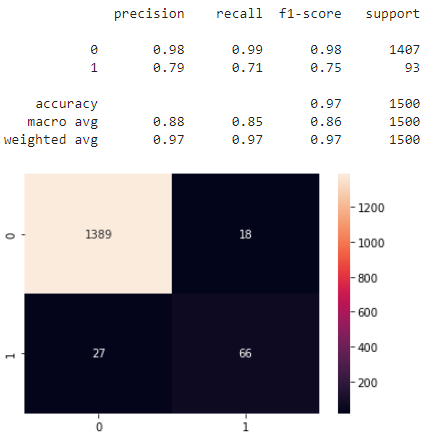 precision recall f1-score support
0 0.98 0.99 0.98 1407
1 0.79 0.71 0.75 93
accuracy 0.97 1500
macro avg 0.88 0.85 0.86 1500
weighted avg 0.97 0.97 0.97 1500
0 1389 18
1 27 66
0 1
1200
1000
800
600
400
200